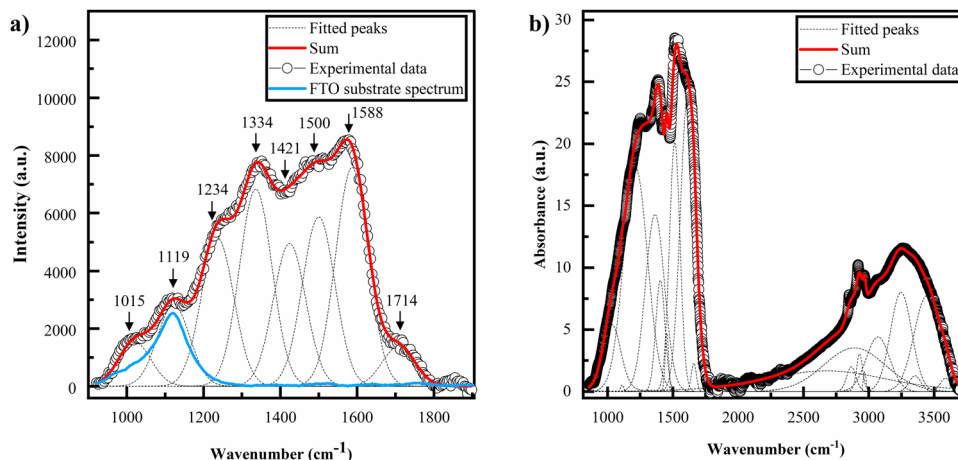 a)
Fitted peaks
Sum
Experimental data
FTO substrate spectrum
12000
10000
8000
6000
4000
2000
0
Intensity (a.u.)
1015
1119
1234
1334
1421
1500
1588
1714
1000 1200 1400 1600 1800
Wavenumber (cm-1)
b)
Fitted peaks
Sum
Experimental data
30
25
20
15
10
5
0
Absorbance (a.u.)
1000 1500 2000 2500 3000 3500
Wavenumber (cm-1)